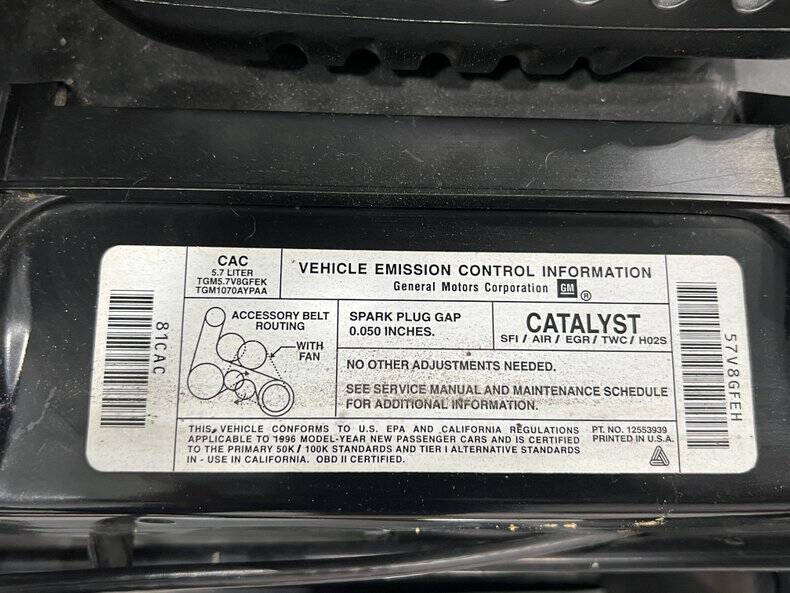 CAC
5.7 LITER
TGM5.7V8GFEK
TGM1070AYPAA
VEHICLE EMISSION CONTROL INFORMATION
General Motors Corporation GM ®
81CAC
ACCESSORY BELT
ROUTING
WITH
FAN
SPARK PLUG GAP
0.050 INCHES.
CATALYST
SFI / AIR / EGR / TWC / HO2S
NO OTHER ADJUSTMENTS NEEDED.
SEE SERVICE MANUAL AND MAINTENANCE SCHEDULE
FOR ADDITIONAL INFORMATION.
57V8GFEH
THIS VEHICLE CONFORMS TO U.S. EPA AND CALIFORNIA REGULATIONS
APPLICABLE TO 1996 MODEL-YEAR NEW PASSENGER CARS AND IS CERTIFIED
TO THE PRIMARY 50K / 100K STANDARDS AND TIER I ALTERNATIVE STANDARDS
IN - USE IN CALIFORNIA. OBD II CERTIFIED.
PT. NO. 12553939
PRINTED IN U.S.A.